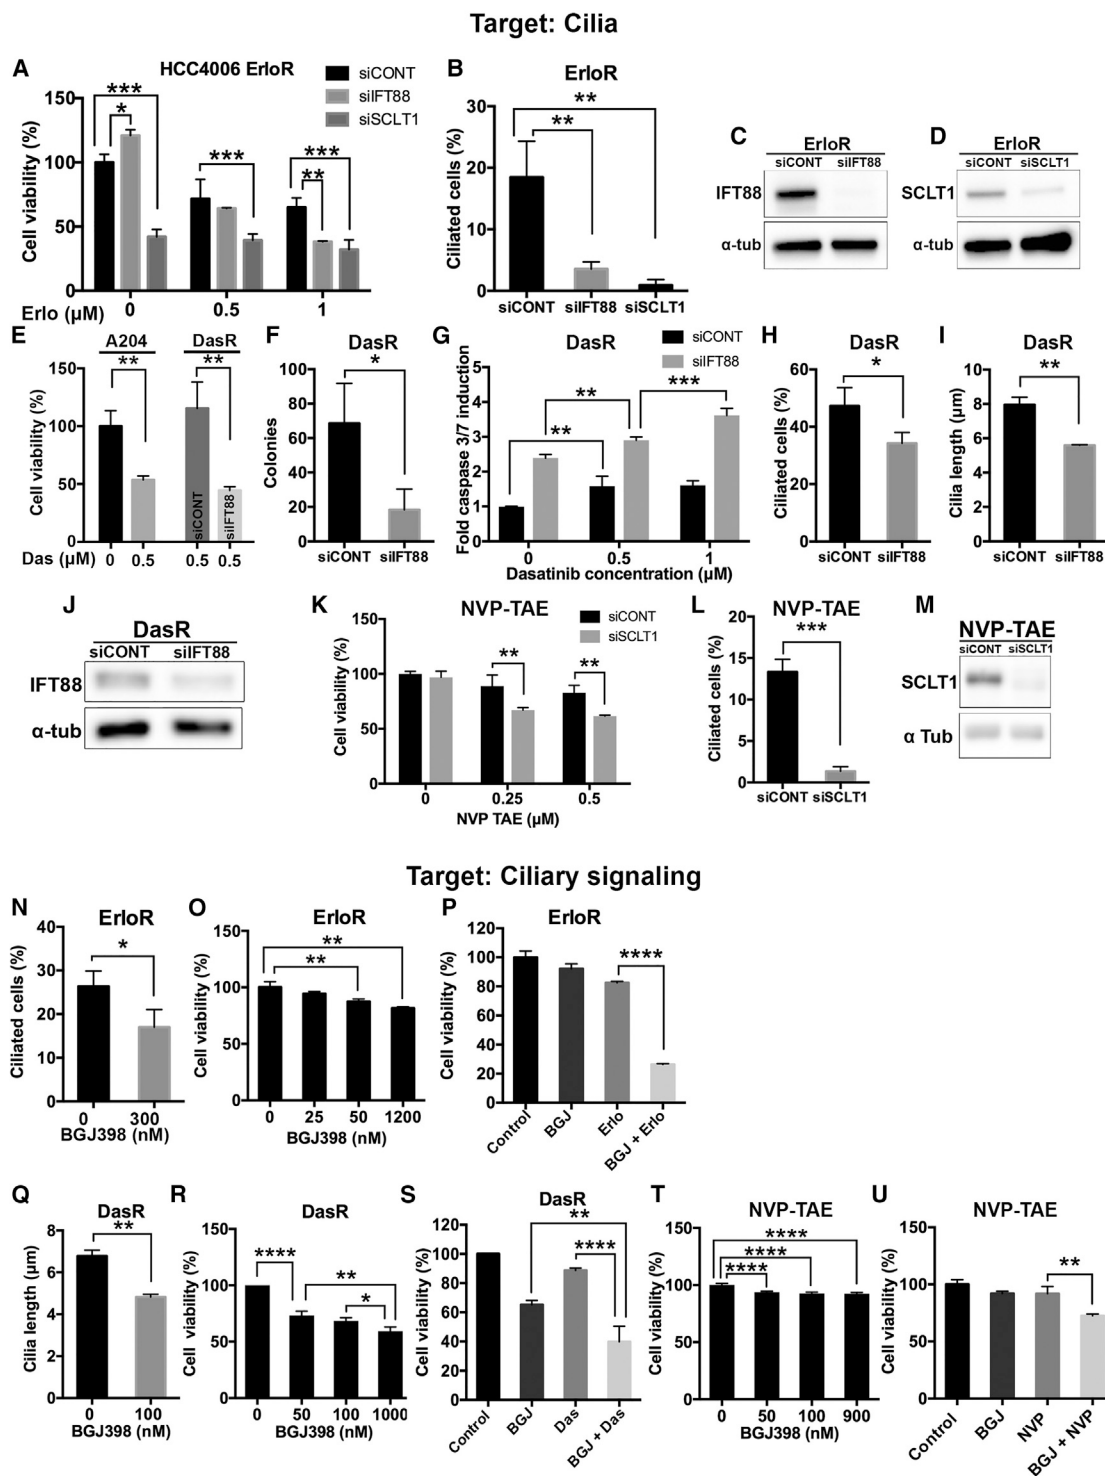 Target: Cilia
A
HCC4006 ErloR
siCONT
siIFT88
siSCLT1
Cell viability (%)
150
100
50
0
***
*
***
***
**
0
0.5
1
Erlo (μM)
B
ErloR
Ciliated cells (%)
30
20
10
0
**
**
siCONT siIFT88 siSCLT1
C
ErloR
siCONT siIFT88
IFT88
α-tub
D
ErloR
siCONT siSCLT1
SCLT1
α-tub
E
A204
DasR
Cell viability (%)
150
100
50
0
**
**
siCONT
siIFT88
Das (μM) 0 0.5 0.5 0.5
F
DasR
Colonies
100
80
60
40
20
0
*
siCONT siIFT88
G
DasR
siCONT
siIFT88
Fold caspase 3/7 induction
5
4
3
2
1
0
**
**
***
0
0.5
1
Dasatinib concentration (μM)
H
DasR
Ciliated cells (%)
60
40
20
0
*
siCONT siIFT88
I
DasR
Cilia length (μm)
10
8
6
4
2
0
**
siCONT siIFT88
J
DasR
siCONT siIFT88
IFT88
α-tub
K
NVP-TAE
siCONT
siSCLT1
Cell viability (%)
150
100
50
0
**
**
0
0.25
0.5
NVP TAE (μM)
L
NVP-TAE
Ciliated cells (%)
20
15
10
5
0
***
siCONT siSCLT1
M
NVP-TAE
siCONT siSCLT1
SCLT1
α Tub
Target: Ciliary signaling
N
ErloR
Ciliated cells (%)
40
30
20
10
0
*
0 300
BGJ398 (nM)
O
ErloR
Cell viability (%)
150
100
50
0
**
**
0 25 50 1200
BGJ398 (nM)
P
ErloR
Cell viability (%)
120
100
80
60
40
20
0
****
Control
BGJ
Erlo
BGJ + Erlo
Q
DasR
Cilia length (μm)
8
6
4
2
0
**
0 100
BGJ398 (nM)
R
DasR
Cell viability (%)
150
100
50
0
****
**
*
0 50 100 1000
BGJ398 (nM)
S
DasR
Cell viability (%)
120
100
80
60
40
20
0
**
****
Control
BGJ
Das
BGJ + Das
T
NVP-TAE
Cell viability (%)
150
100
50
0
****
****
****
0 50 100 900
BGJ398 (nM)
U
NVP-TAE
Cell viability (%)
150
100
50
0
**
Control
BGJ
NVP
BGJ + NVP